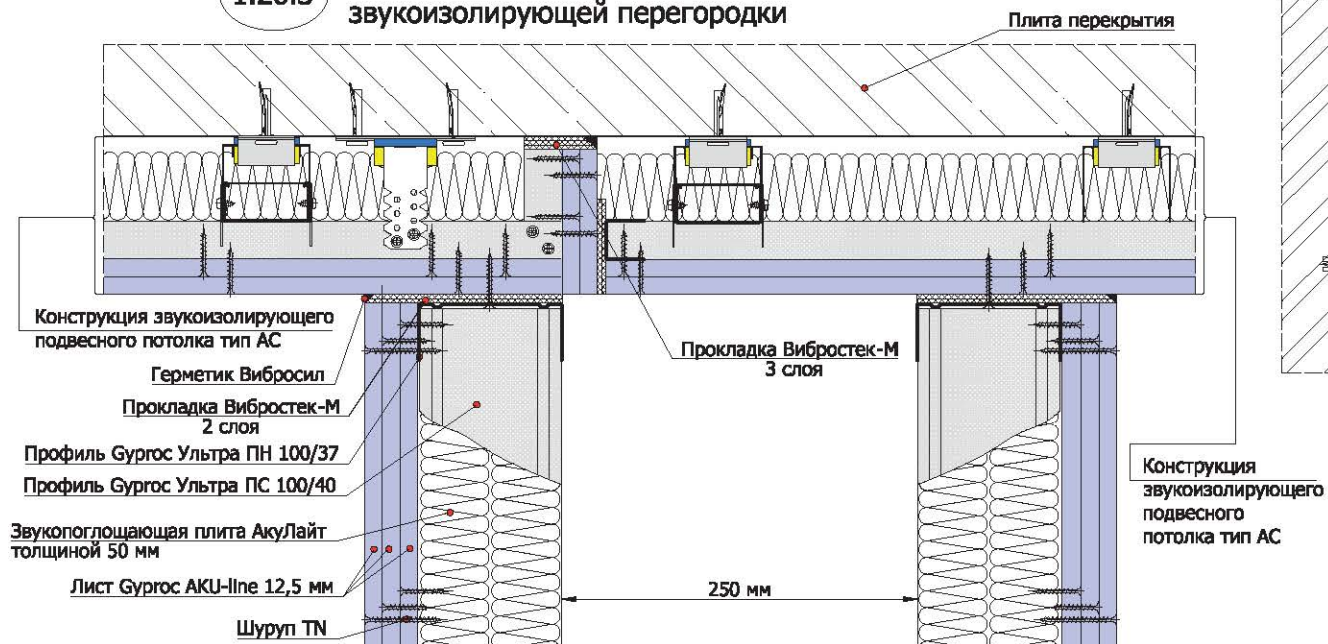 1.20.3
звукоизолирующей перегородки
Плита перекрытия
Конструкция звукоизолирующего
подвесного потолка тип АС
Герметик Вибросил
Прокладка Вибростек-М
2 слоя
Профиль Gyproc Ультра ПН 100/37
Профиль Gyproc Ультра ПС 100/40
Звукопоглощающая плита АкуЛайт
толщиной 50 мм
Лист Gyproc AKU-line 12,5 мм
Шуруп TN
Прокладка Вибростек-М
3 слоя
250 мм
Конструкция
звукоизолирующего
подвесного
потолка тип АС